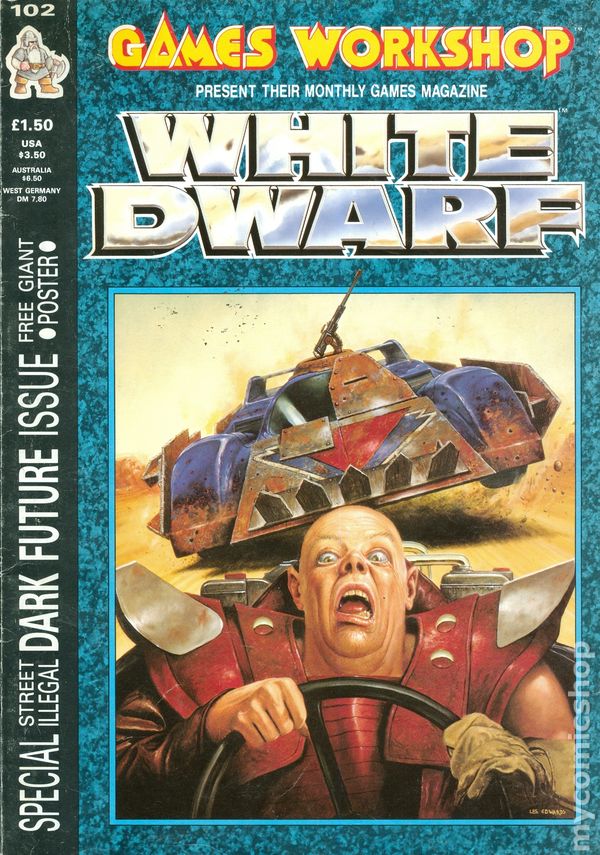 102
£1.50
USA
$3.50
AUSTRALIA
$6.50
WEST GERMANY
DM 7.80
GAMES WORKSHOP
PRESENT THEIR MONTHLY GAMES MAGAZINE
WHITE
DWARF
TM
SPECIAL STREET ILLEGAL DARK FUTURE ISSUE
FREE GIANT
•POSTER•
LES EDWARDS
mycomicshop